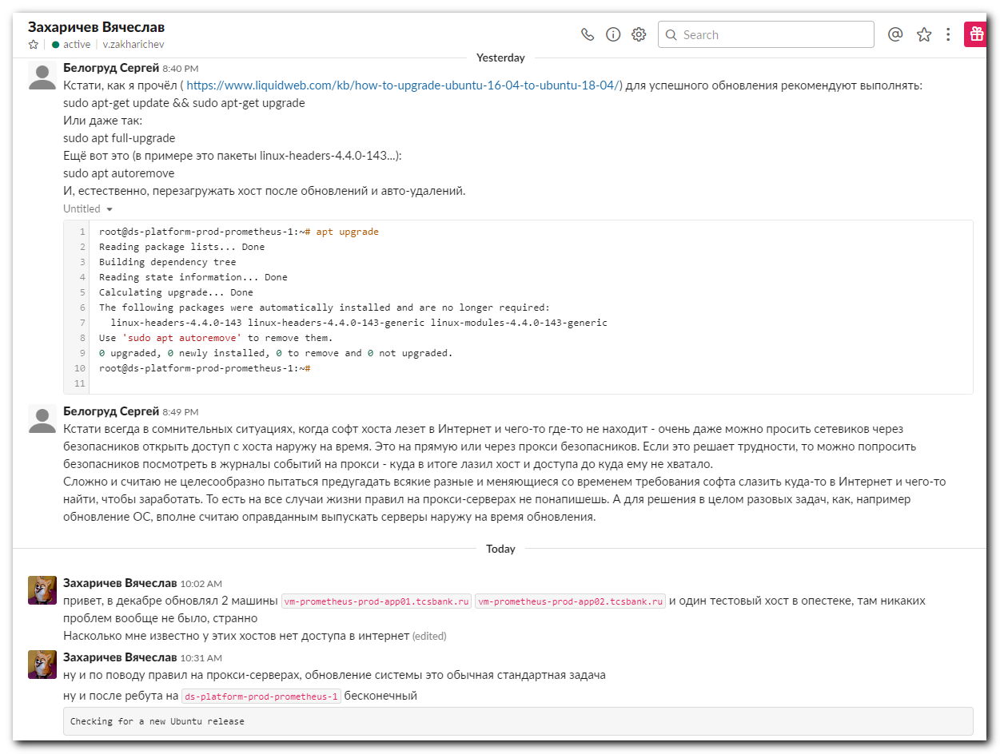 Захаричев Вячеслав
active | v.zakharichev
Search
Yesterday
Белогруд Сергей 8:40 PM
Кстати, как я прочёл ( https://www.liquidweb.com/kb/how-to-upgrade-ubuntu-16-04-to-ubuntu-18-04/) для успешного обновления рекомендуют выполнять:
sudo apt-get update && sudo apt-get upgrade
Или даже так:
sudo apt full-upgrade
Ещё вот это (в примере это пакеты linux-headers-4.4.0-143...):
sudo apt autoremove
И, естественно, перезагружать хост после обновлений и авто-удалений.
Untitled
1 root@ds-platform-prod-prometheus-1:~# apt upgrade
2 Reading package lists... Done
3 Building dependency tree
4 Reading state information... Done
5 Calculating upgrade... Done
6 The following packages were automatically installed and are no longer required:
7 linux-headers-4.4.0-143 linux-headers-4.4.0-143-generic linux-modules-4.4.0-143-generic
8 Use 'sudo apt autoremove' to remove them.
9 0 upgraded, 0 newly installed, 0 to remove and 0 not upgraded.
10 root@ds-platform-prod-prometheus-1:~#
11
Белогруд Сергей 8:49 PM
Кстати всегда в сомнительных ситуациях, когда софт хоста лезет в Интернет и чего-то где-то не находит - очень даже можно просить сетевиков через
безопасников открыть доступ с хоста наружу на время. Это на прямую или через прокси безопасников. Если это решает трудности, то можно попросить
безопасников посмотреть в журналы событий на прокси - куда в итоге лазил хост и доступа до куда ему не хватало.
Сложно и считаю не целесообразно пытаться предугадать всякие разные и меняющиеся со временем требования софта слазить куда-то в Интернет и чего-то
найти, чтобы заработать. То есть на все случаи жизни правил на прокси-серверах не понапишешь. А для решения в целом разовых задач, как, например
обновление ОС, вполне считаю оправданным выпускать серверы наружу на время обновления.
Today
Захаричев Вячеслав 10:02 AM
привет, в декабре обновлял 2 машины vm-prometheus-prod-app01.tcsbank.ru vm-prometheus-prod-app02.tcsbank.ru и один тестовый хост в опестеке, там никаких
проблем вообще не было, странно
Насколько мне известно у этих хостов нет доступа в интернет (edited)
Захаричев Вячеслав 10:31 AM
ну и по поводу правил на прокси-серверах, обновление системы это обычная стандартная задача
ну и после ребута на ds-platform-prod-prometheus-1 бесконечный
Checking for a new Ubuntu release